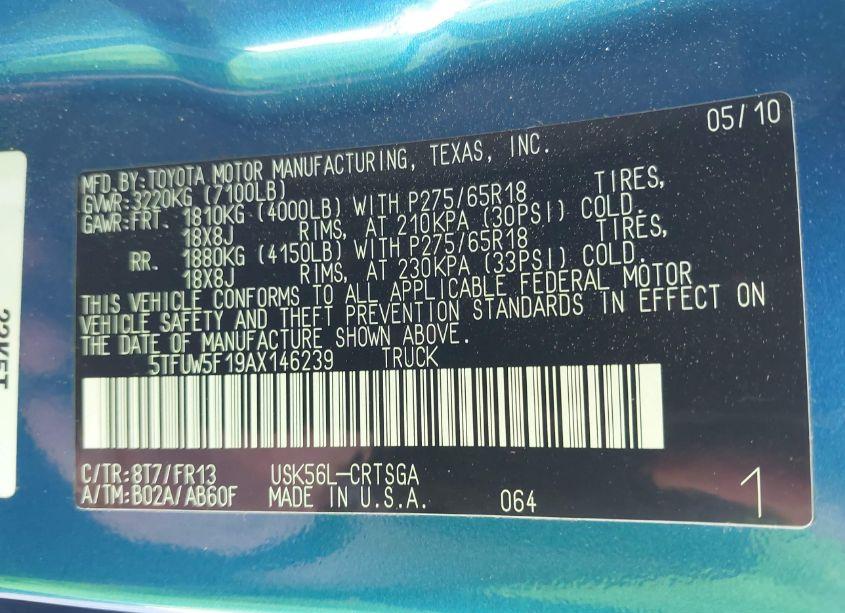 05/10
MFD.BY:TOYOTA MOTOR MANUFACTURING, TEXAS, INC.
GVWR:3220KG (7100LB)
GAWR:FRT. 1810KG (4000LB) WITH P275/65R18 TIRES,
18X8J RIMS, AT 210KPA (30PSI) COLD.
RR. 1880KG (4150LB) WITH P275/65R18 TIRES,
18X8J RIMS, AT 230KPA (33PSI) COLD.
THIS VEHICLE CONFORMS TO ALL APPLICABLE FEDERAL MOTOR
VEHICLE SAFETY AND THEFT PREVENTION STANDARDS IN EFFECT ON
THE DATE OF MANUFACTURE SHOWN ABOVE.
5TFUW5F19AX146239 TRUCK
C/TR:8T7/FR13 USK56L-CRTSGA
A/TM:B02A/AB60F MADE IN U.S.A. 064
1